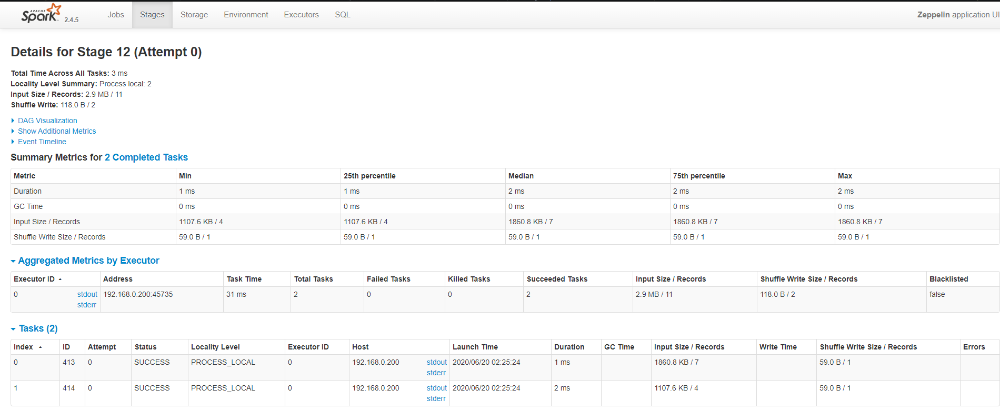 APACHE
Spark 2.4.5 Jobs Stages Storage Environment Executors SQL Zeppelin application UI
Details for Stage 12 (Attempt 0)
Total Time Across All Tasks: 3 ms
Locality Level Summary: Process local: 2
Input Size / Records: 2.9 MB / 11
Shuffle Write: 118.0 B / 2
DAG Visualization
Show Additional Metrics
Event Timeline
Summary Metrics for 2 Completed Tasks
Metric Min 25th percentile Median 75th percentile Max
Duration 1 ms 1 ms 2 ms 2 ms 2 ms
GC Time 0 ms 0 ms 0 ms 0 ms 0 ms
Input Size / Records 1107.6 KB / 4 1107.6 KB / 4 1860.8 KB / 7 1860.8 KB / 7 1860.8 KB / 7
Shuffle Write Size / Records 59.0 B / 1 59.0 B / 1 59.0 B / 1 59.0 B / 1 59.0 B / 1
Aggregated Metrics by Executor
Executor ID Address Task Time Total Tasks Failed Tasks Killed Tasks Succeeded Tasks Input Size / Records Shuffle Write Size / Records Blacklisted
0 stdout 192.168.0.200:45735 31 ms 2 0 0 2 2.9 MB / 11 118.0 B / 2 false
stderr
Tasks (2)
Index ID Attempt Status Locality Level Executor ID Host Launch Time Duration GC Time Input Size / Records Write Time Shuffle Write Size / Records Errors
0 413 0 SUCCESS PROCESS_LOCAL 0 192.168.0.200 stdout 2020/06/20 02:25:24 1 ms 1860.8 KB / 7 59.0 B / 1
stderr
1 414 0 SUCCESS PROCESS_LOCAL 0 192.168.0.200 stdout 2020/06/20 02:25:24 2 ms 1107.6 KB / 4 59.0 B / 1
stderr